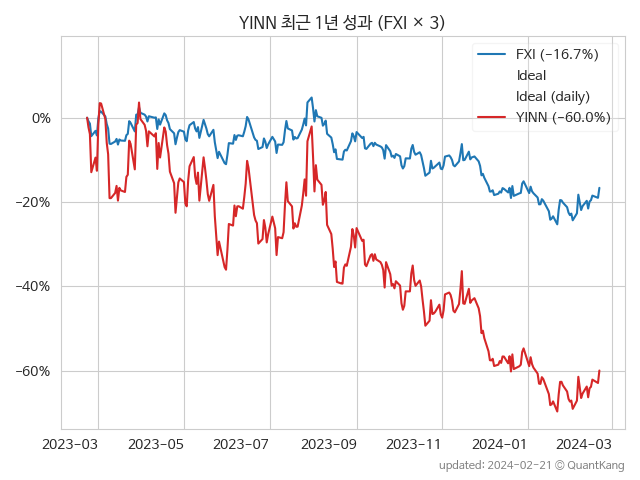 YINN 최근 1년 성과 (FXI × 3)
FXI (−16.7%)
Ideal
Ideal (daily)
YINN (−60.0%)
0%
−20%
−40%
−60%
2023−03
2023−05
2023−07
2023−09
2023−11
2024−01
2024−03
updated: 2024−02−21 © QuantKang